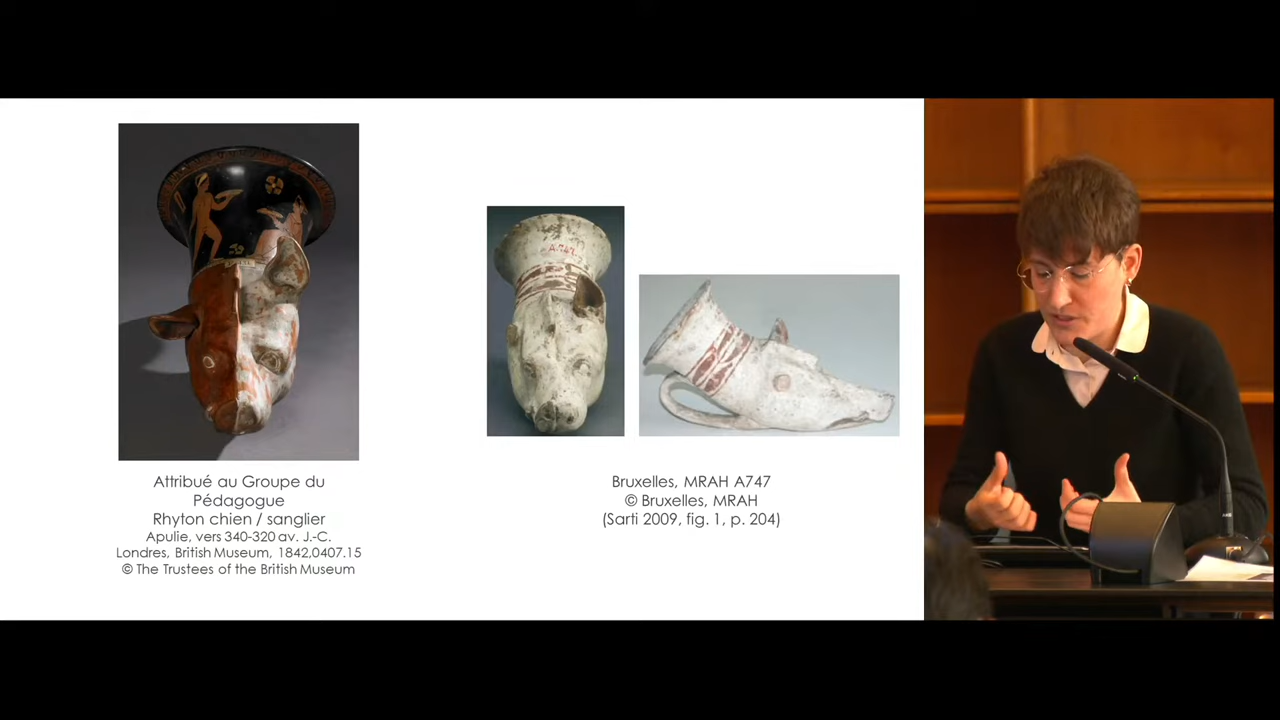 Attribué au Groupe du
Pédagogue
Rhyton chien / sanglier
Apulie, vers 340-320 av. J.-C.
Londres, British Museum, 1842,0407.15
© The Trustees of the British Museum
A.747.
Bruxelles, MRAH A747
© Bruxelles, MRAH
(Sarti 2009, fig. 1, p. 204)